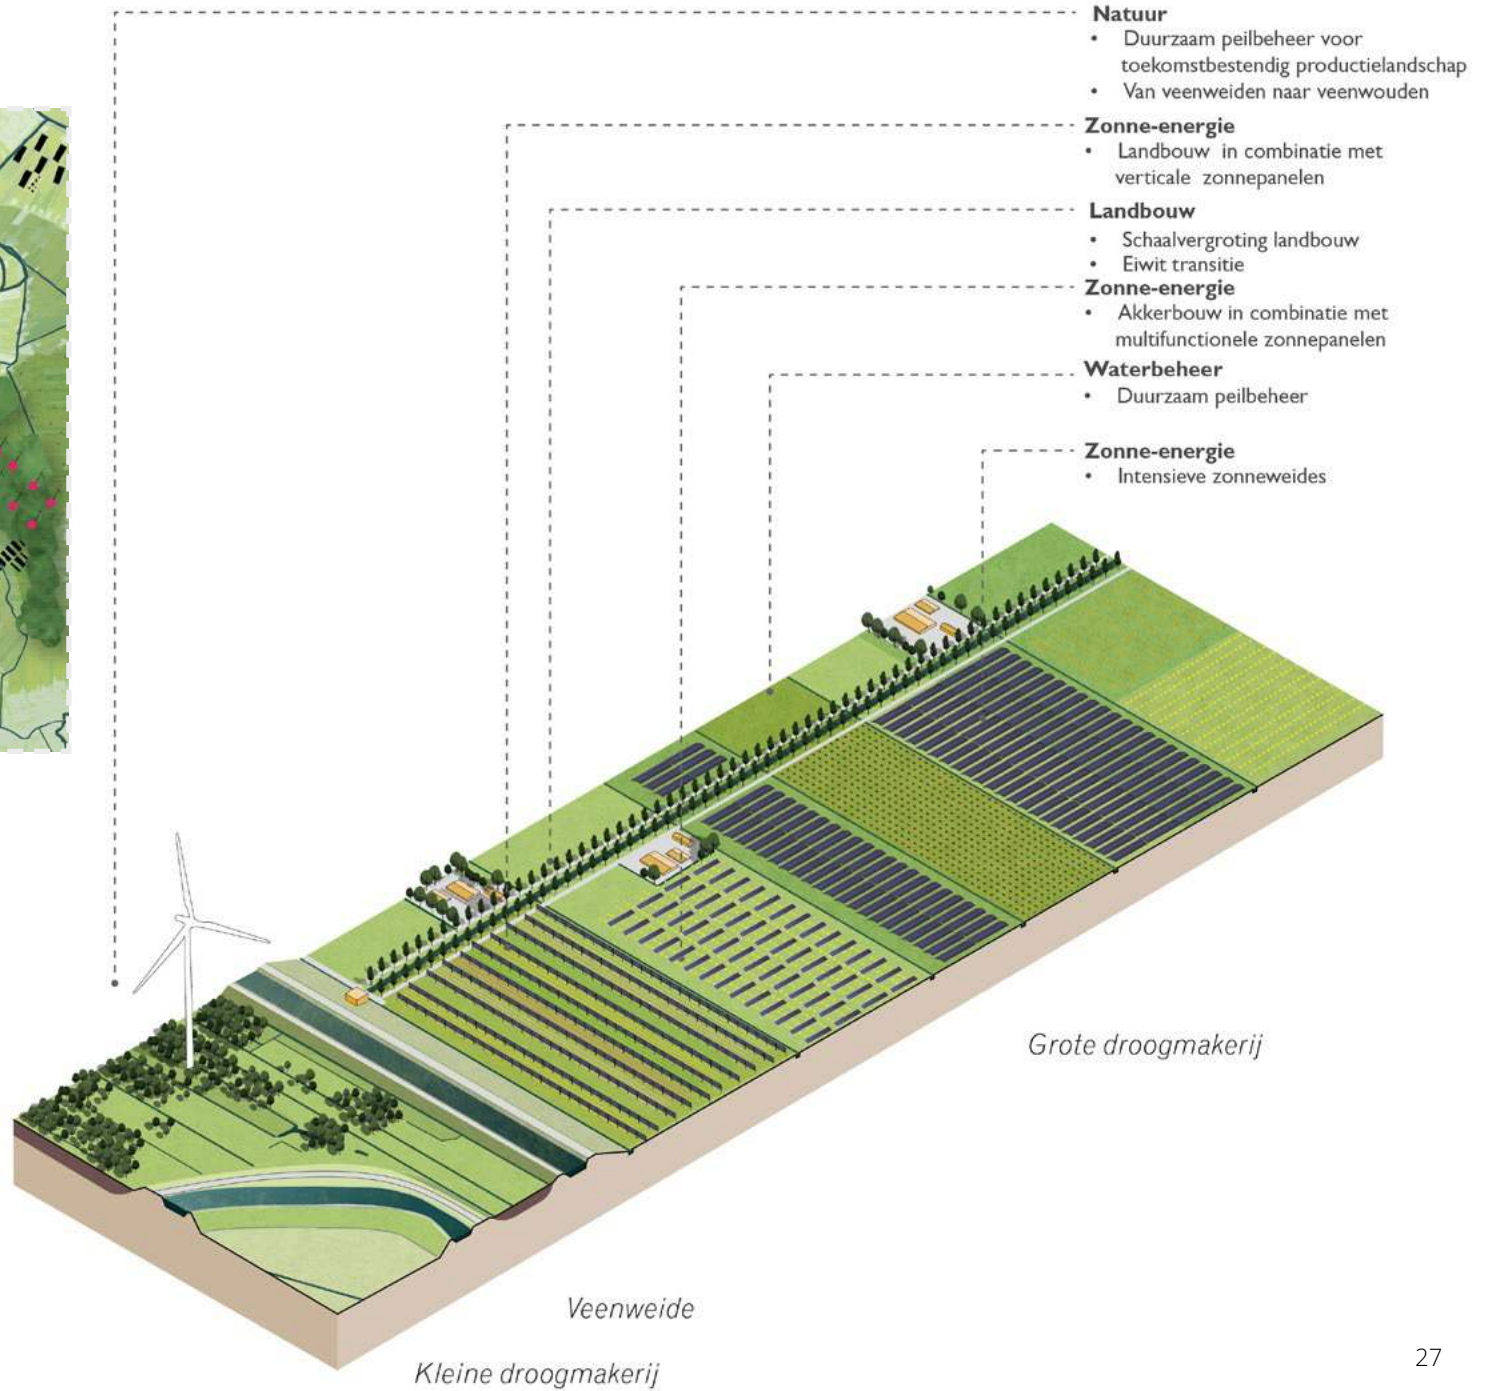 Natuur
• Duurzaam peilbeheer voor
toekomstbestendig productielandschap
• Van veenweiden naar veenwouden
Zonne-energie
• Landbouw in combinatie met
verticale zonnepanelen
Landbouw
• Schaalvergroting landbouw
• Eiwit transitie
Zonne-energie
• Akkerbouw in combinatie met
multifunctionele zonnepanelen
Waterbeheer
• Duurzaam peilbeheer
Zonne-energie
• Intensieve zonneweides
Grote droogmakerij
Veenweide
Kleine droogmakerij
27